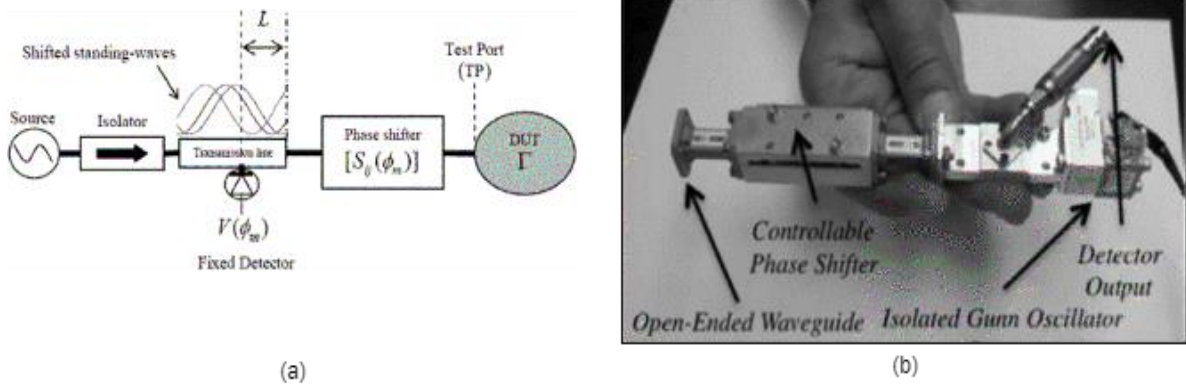 L
Shifted standing-waves
Test Port
(TP)
Source
Isolator
Phase shifter
DUT
Transmission line
[S_ij(ϕ_m)]
Γ
V(ϕ_m)
Fixed Detector
(a)
Controllable
Phase Shifter
Detector
Output
Open-Ended Waveguide
Isolated Gunn Oscillator
(b)